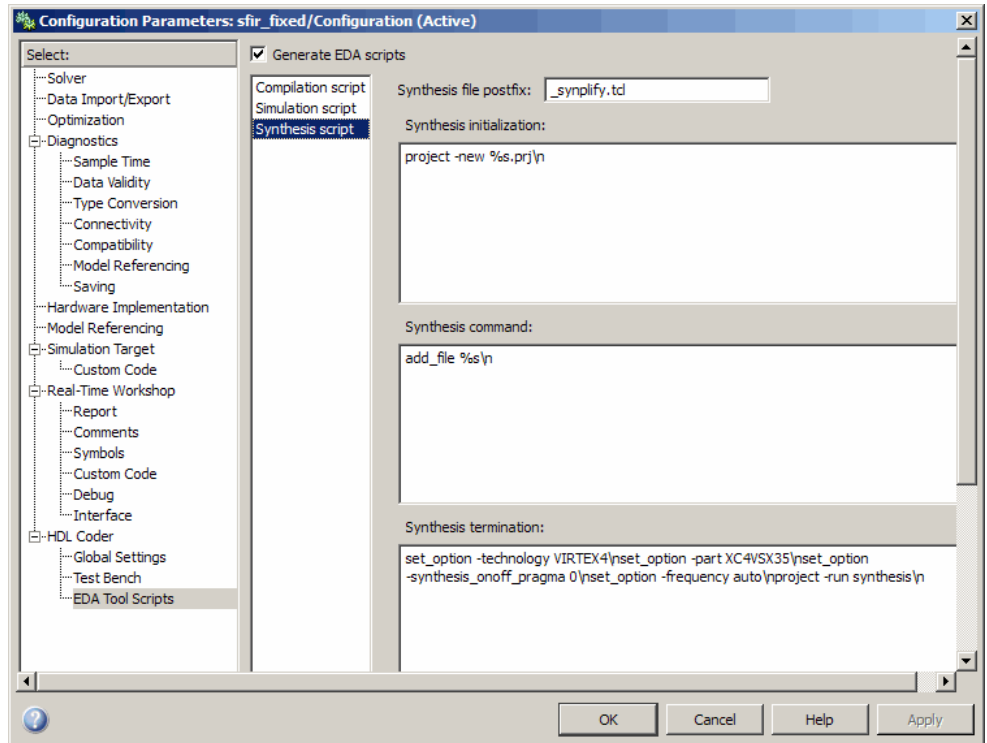 Configuration Parameters: sfir_fixed/Configuration (Active)
Select:
Solver
Data Import/Export
Optimization
Diagnostics
Sample Time
Data Validity
Type Conversion
Connectivity
Compatibility
Model Referencing
Saving
Hardware Implementation
Model Referencing
Simulation Target
Custom Code
Real-Time Workshop
Report
Comments
Symbols
Custom Code
Debug
Interface
HDL Coder
Global Settings
Test Bench
EDA Tool Scripts
Generate EDA scripts
Compilation script
Simulation script
Synthesis script
Synthesis file postfix: _synplify.tcl
Synthesis initialization:
project -new %s.prj\n
Synthesis command:
add_file %s\n
Synthesis termination:
set_option -technology VIRTEX4\nset_option -part XC4VSX35\nset_option
-synthesis_onoff_pragma 0\nset_option -frequency auto\nproject -run synthesis\n
OK Cancel Help Apply